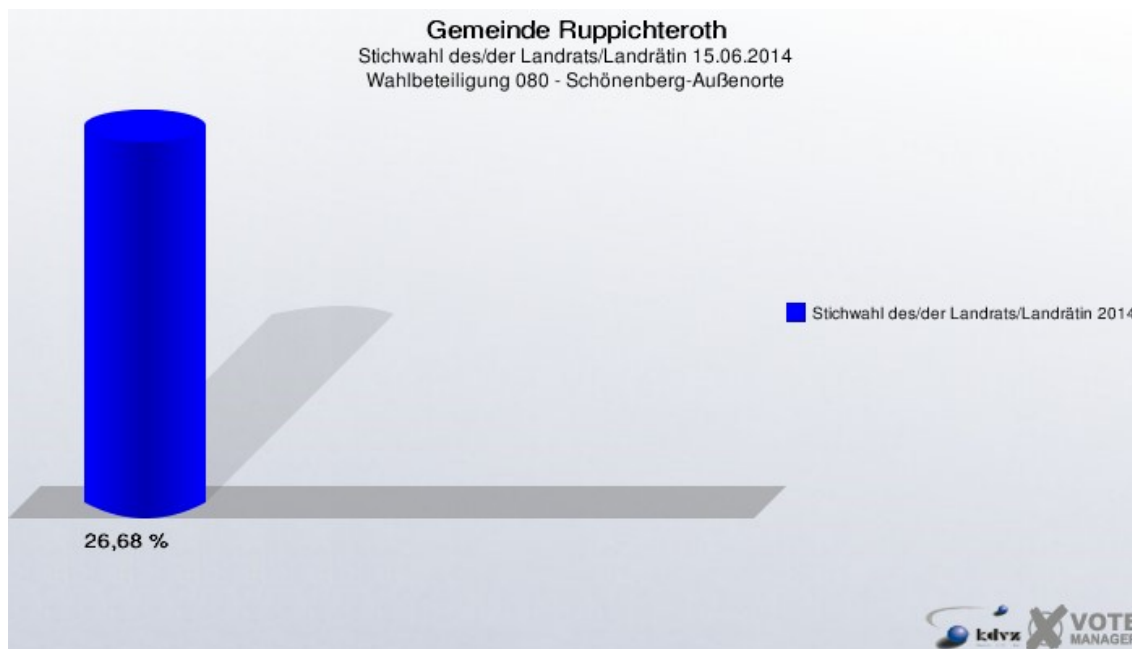 Gemeinde Ruppichteroth
Stichwahl des/der Landrats/Landrätin 15.06.2014
Wahlbeteiligung 080 - Schönenberg-Außenorte
Stichwahl des/der Landrats/Landrätin 2014
26,68 %
kdvz
VOTE
MANAGER